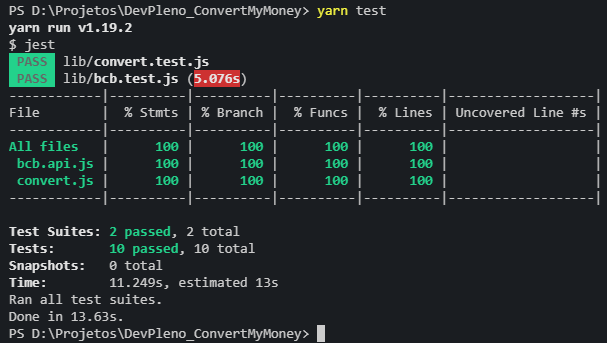 PS D:\Projetos\DevPleno_ConvertMyMoney> yarn test
yarn run v1.19.2
$ jest
PASS lib/convert.test.js
PASS lib/bcb.test.js (5.076s)
------------|----------|----------|----------|----------|-------------------|
File        |  % Stmts | % Branch |  % Funcs |  % Lines | Uncovered Line #s |
------------|----------|----------|----------|----------|-------------------|
All files   |      100 |      100 |      100 |      100 |                   |
 bcb.api.js |      100 |      100 |      100 |      100 |                   |
 convert.js |      100 |      100 |      100 |      100 |                   |
------------|----------|----------|----------|----------|-------------------|
Test Suites: 2 passed, 2 total
Tests:       10 passed, 10 total
Snapshots:   0 total
Time:        11.249s, estimated 13s
Ran all test suites.
Done in 13.63s.
PS D:\Projetos\DevPleno_ConvertMyMoney>